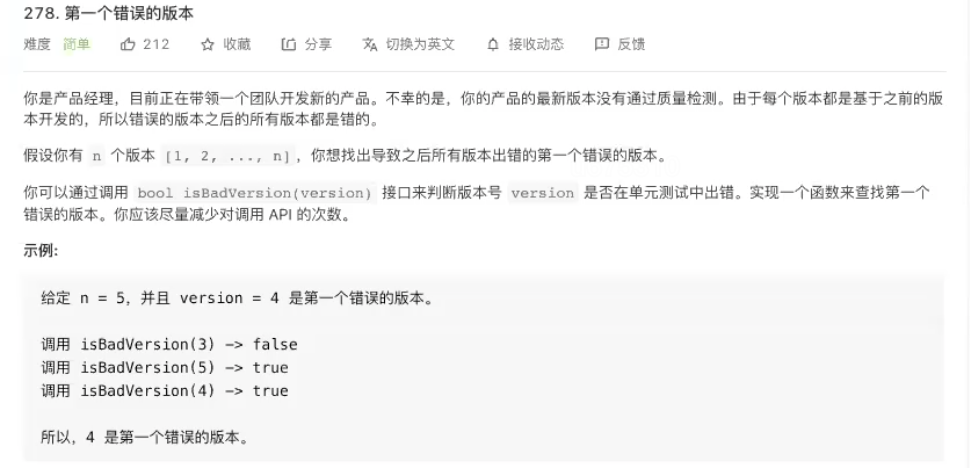 278. 第一个错误的版本
难度 简单 212 收藏 分享 切换为英文 接收动态 反馈
你是产品经理，目前正在带领一个团队开发新的产品。不幸的是，你的产品的最新版本没有通过质量检测。由于每个版本都是基于之前的版
本开发的，所以错误的版本之后的所有版本都是错的。
假设你有 n 个版本 [1, 2, ..., n]，你想找出导致之后所有版本出错的第一个错误的版本。
你可以通过调用 bool isBadVersion(version) 接口来判断版本号 version 是否在单元测试中出错。实现一个函数来查找第一个
错误的版本。你应该尽量减少对调用 API 的次数。
示例:
给定 n = 5，并且 version = 4 是第一个错误的版本。
调用 isBadVersion(3) -> false
调用 isBadVersion(5) -> true
调用 isBadVersion(4) -> true
所以，4 是第一个错误的版本。